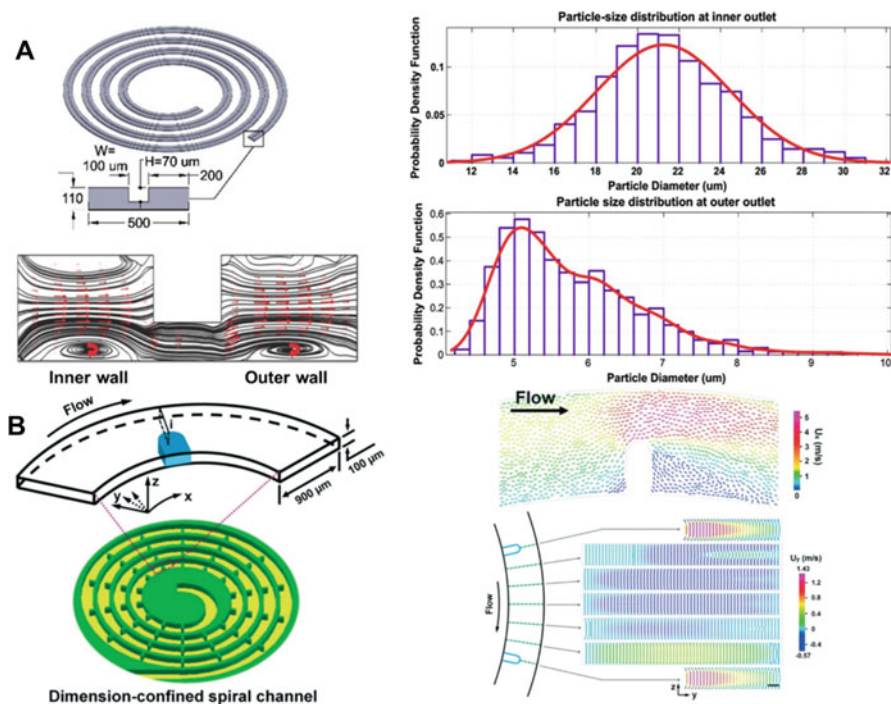 A
W=
100 um
H=70 um
200
110
500
Inner wall
Outer wall
Particle-size distribution at inner outlet
Probability Density Function
0.1
0.05
0
12 14 16 18 20 22 24 26 28 30 32
Particle Diameter (um)
Particle size distribution at outer outlet
Probability Density Function
0.6
0.5
0.4
0.3
0.2
0.1
0
5 6 7 8 9 10
Particle Diameter (um)
B
Flow
i
z
y
x
900 µm
100 µm
Dimension-confined spiral channel
Flow
5
4
3
2
1
0
Uₓ (m/s)
Flow
Uᵧ (m/s)
1.43
1.2
0.8
0.4
0
-0.4
-0.57
z
y